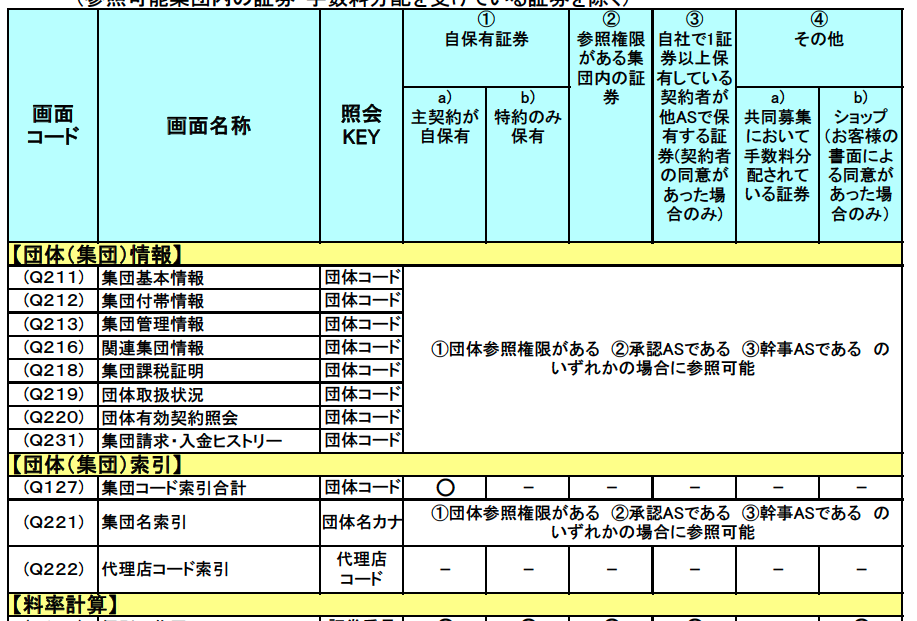 (参照可能集団内の証券・手数料分配を受けている証券を除く)
画面
コード
画面名称
照会
KEY
①
自保有証券
a)
主契約が
自保有
b)
特約のみ
保有
②
参照権限
がある集
団内の証
券
③
自社で1証
券以上保
有している
契約者が
他ASで保
有する証
券(契約者
の同意が
あった場
合のみ)
④
その他
a)
共同募集
において
手数料分
配されて
いる証券
b)
ショップ
(お客様の
書面によ
る同意が
あった場
合のみ)
【団体(集団)情報】
(Q211) 集団基本情報 団体コード
(Q212) 集団付帯情報 団体コード
(Q213) 集団管理情報 団体コード
(Q216) 関連集団情報 団体コード
(Q218) 集団課税証明 団体コード
(Q219) 団体取扱状況 団体コード
(Q220) 団体有効契約照会 団体コード
(Q231) 集団請求・入金ヒストリー 団体コード
①団体参照権限がある ②承認ASである ③幹事ASである の
いずれかの場合に参照可能
【団体(集団)索引】
(Q127) 集団コード索引合計 団体コード ○ － － － － －
(Q221) 集団名索引 団体名カナ
①団体参照権限がある ②承認ASである ③幹事ASである の
いずれかの場合に参照可能
(Q222) 代理店コード索引 代理店
コード
－ － － － － －
【料率計算】